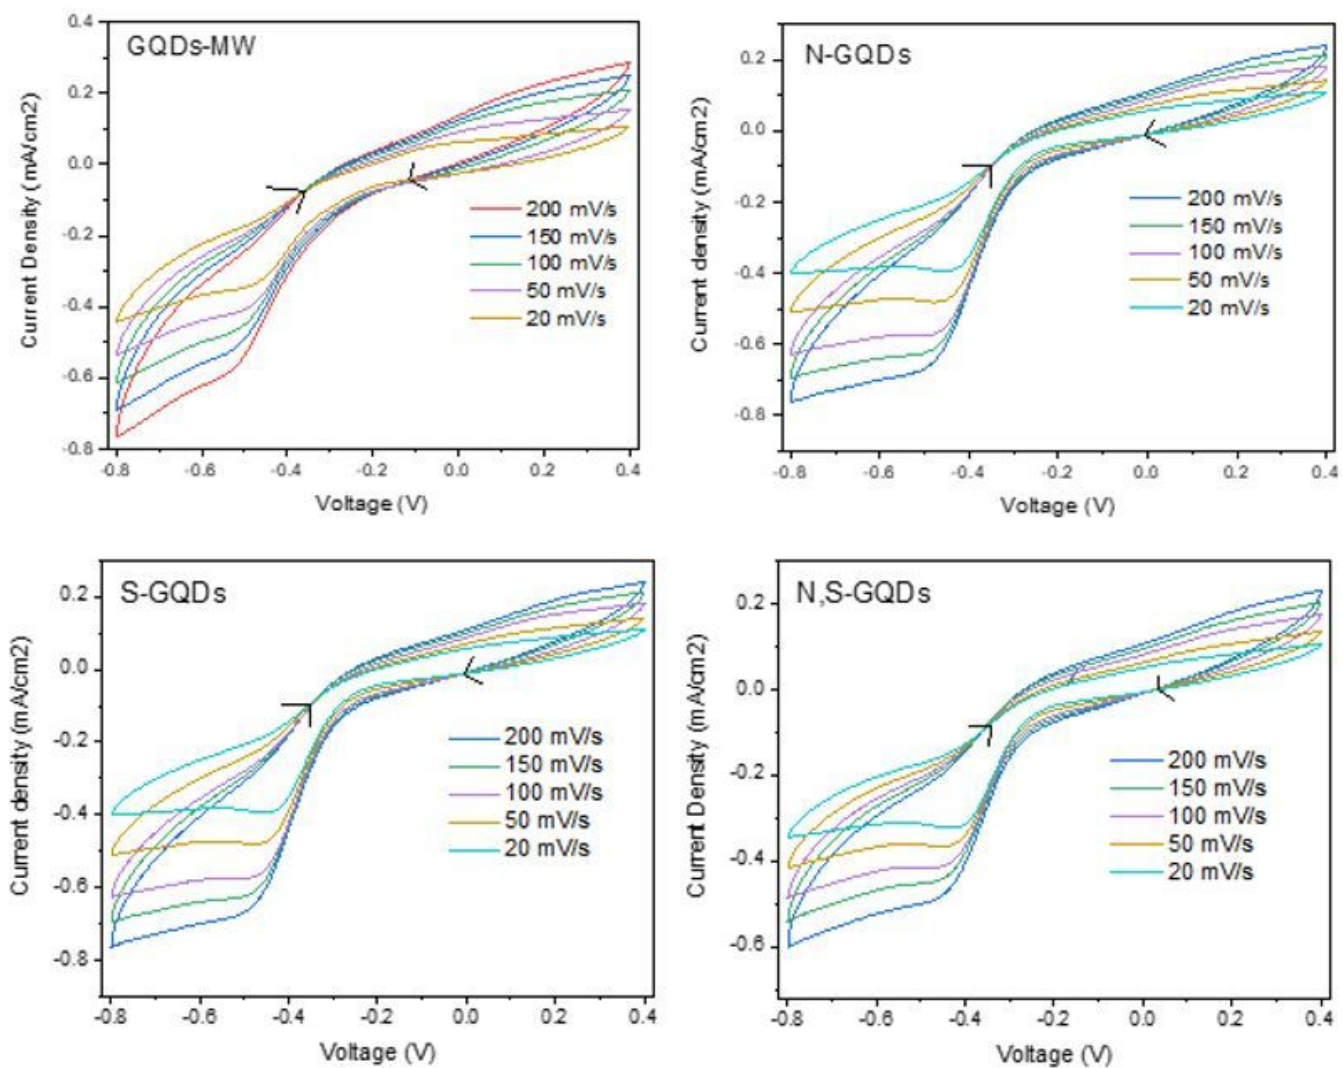 GQDs-MW
Current Density (mA/cm2)
0.4
0.2
0.0
-0.2
-0.4
-0.6
-0.8
200 mV/s
150 mV/s
100 mV/s
50 mV/s
20 mV/s
-0.8 -0.6 -0.4 -0.2 0.0 0.2 0.4
Voltage (V)
N-GQDs
Current density (mA/cm2)
0.2
0.0
-0.2
-0.4
-0.6
-0.8
200 mV/s
150 mV/s
100 mV/s
50 mV/s
20 mV/s
-0.8 -0.6 -0.4 -0.2 0.0 0.2 0.4
Voltage (V)
S-GQDs
Current density (mA/cm2)
0.2
0.0
-0.2
-0.4
-0.6
-0.8
200 mV/s
150 mV/s
100 mV/s
50 mV/s
20 mV/s
-0.8 -0.6 -0.4 -0.2 0.0 0.2 0.4
Voltage (V)
N,S-GQDs
Current Density (mA/cm2)
0.2
0.0
-0.2
-0.4
-0.6
200 mV/s
150 mV/s
100 mV/s
50 mV/s
20 mV/s
-0.8 -0.6 -0.4 -0.2 0.0 0.2 0.4
Voltage (V)